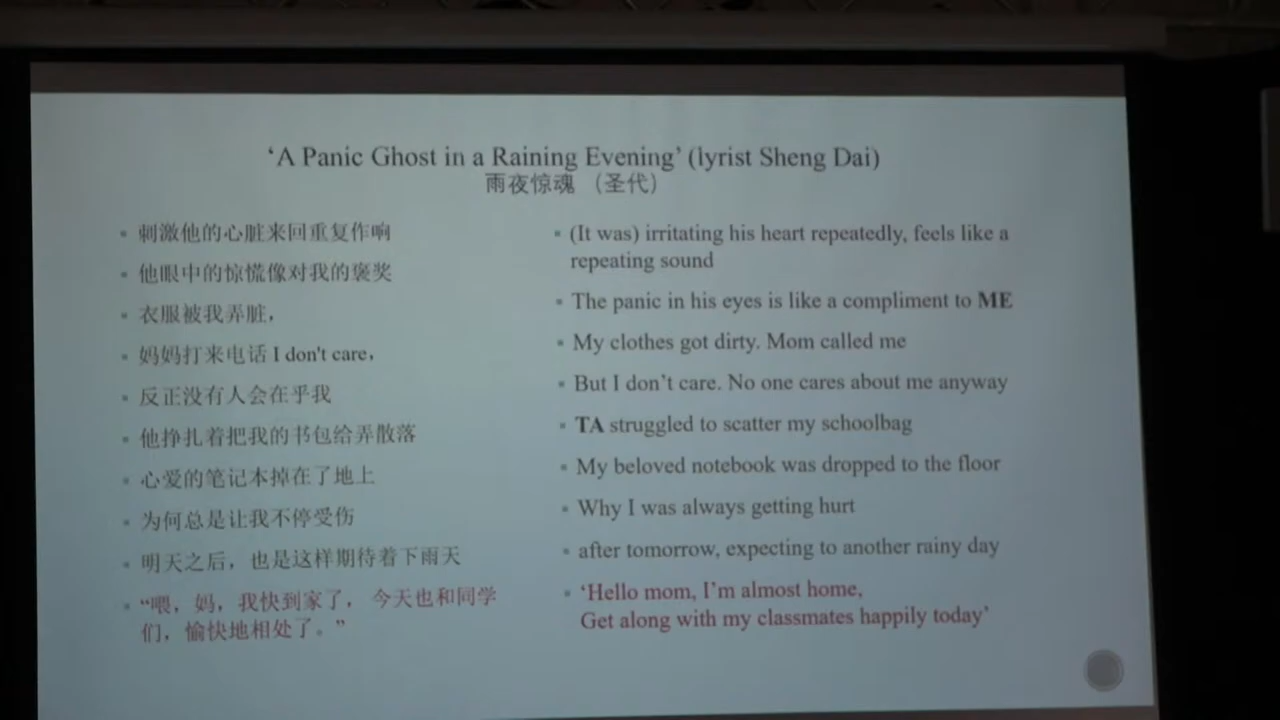 ‘A Panic Ghost in a Raining Evening’ (lyrist Sheng Dai)
雨夜惊魂 （圣代）
刺激他的心脏来回重复作响
他眼中的惊慌像对我的褒奖
衣服被我弄脏，
妈妈打来电话 I don't care，
反正没有人会在乎我
他挣扎着把我的书包给弄散落
心爱的笔记本掉在了地上
为何总是让我不停受伤
明天之后，也是这样期待着下雨天
“喂，妈，我快到家了， 今天也和同学
们，愉快地相处了。”
(It was) irritating his heart repeatedly, feels like a
repeating sound
The panic in his eyes is like a compliment to ME
My clothes got dirty. Mom called me
But I don’t care. No one cares about me anyway
TA struggled to scatter my schoolbag
My beloved notebook was dropped to the floor
Why I was always getting hurt
after tomorrow, expecting to another rainy day
‘Hello mom, I’m almost home,
Get along with my classmates happily today’